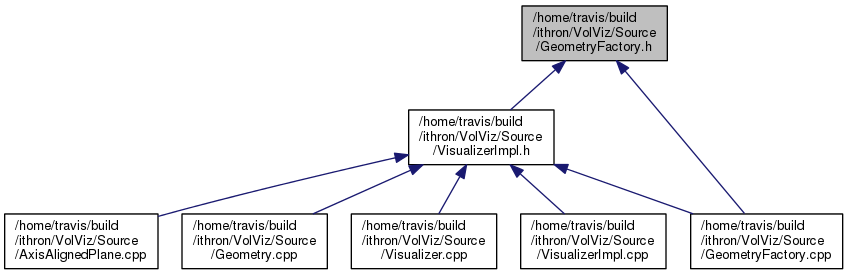 /home/travis/build
/ithron/VolViz/Source
/GeometryFactory.h
/home/travis/build
/ithron/VolViz/Source
/VisualizerImpl.h
/home/travis/build
/ithron/VolViz/Source
/AxisAlignedPlane.cpp
/home/travis/build
/ithron/VolViz/Source
/Geometry.cpp
/home/travis/build
/ithron/VolViz/Source
/Visualizer.cpp
/home/travis/build
/ithron/VolViz/Source
/VisualizerImpl.cpp
/home/travis/build
/ithron/VolViz/Source
/GeometryFactory.cpp